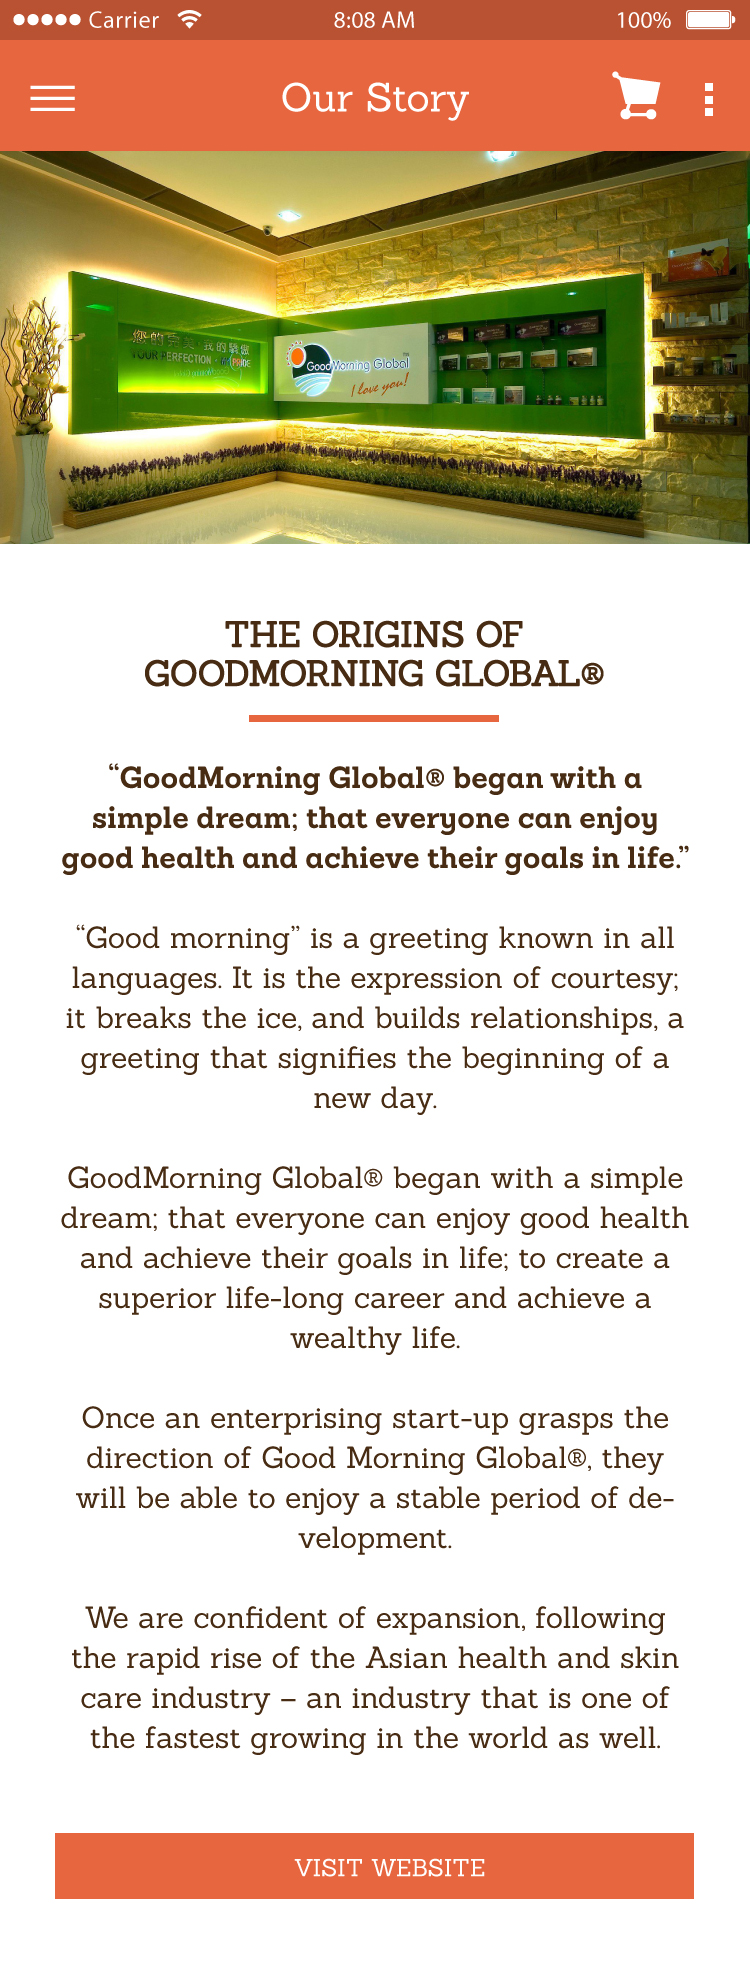 Carrier 8:08 AM 100%
Our Story
您的完美·我的驕傲
YOUR PERFECTION · MY PRIDE
GoodMorning Global™
I love you!
THE ORIGINS OF
GOODMORNING GLOBAL®
“GoodMorning Global® began with a
simple dream; that everyone can enjoy
good health and achieve their goals in life.”
“Good morning” is a greeting known in all
languages. It is the expression of courtesy;
it breaks the ice, and builds relationships, a
greeting that signifies the beginning of a
new day.
GoodMorning Global® began with a simple
dream; that everyone can enjoy good health
and achieve their goals in life; to create a
superior life-long career and achieve a
wealthy life.
Once an enterprising start-up grasps the
direction of Good Morning Global®, they
will be able to enjoy a stable period of de-
velopment.
We are confident of expansion, following
the rapid rise of the Asian health and skin
care industry – an industry that is one of
the fastest growing in the world as well.
VISIT WEBSITE